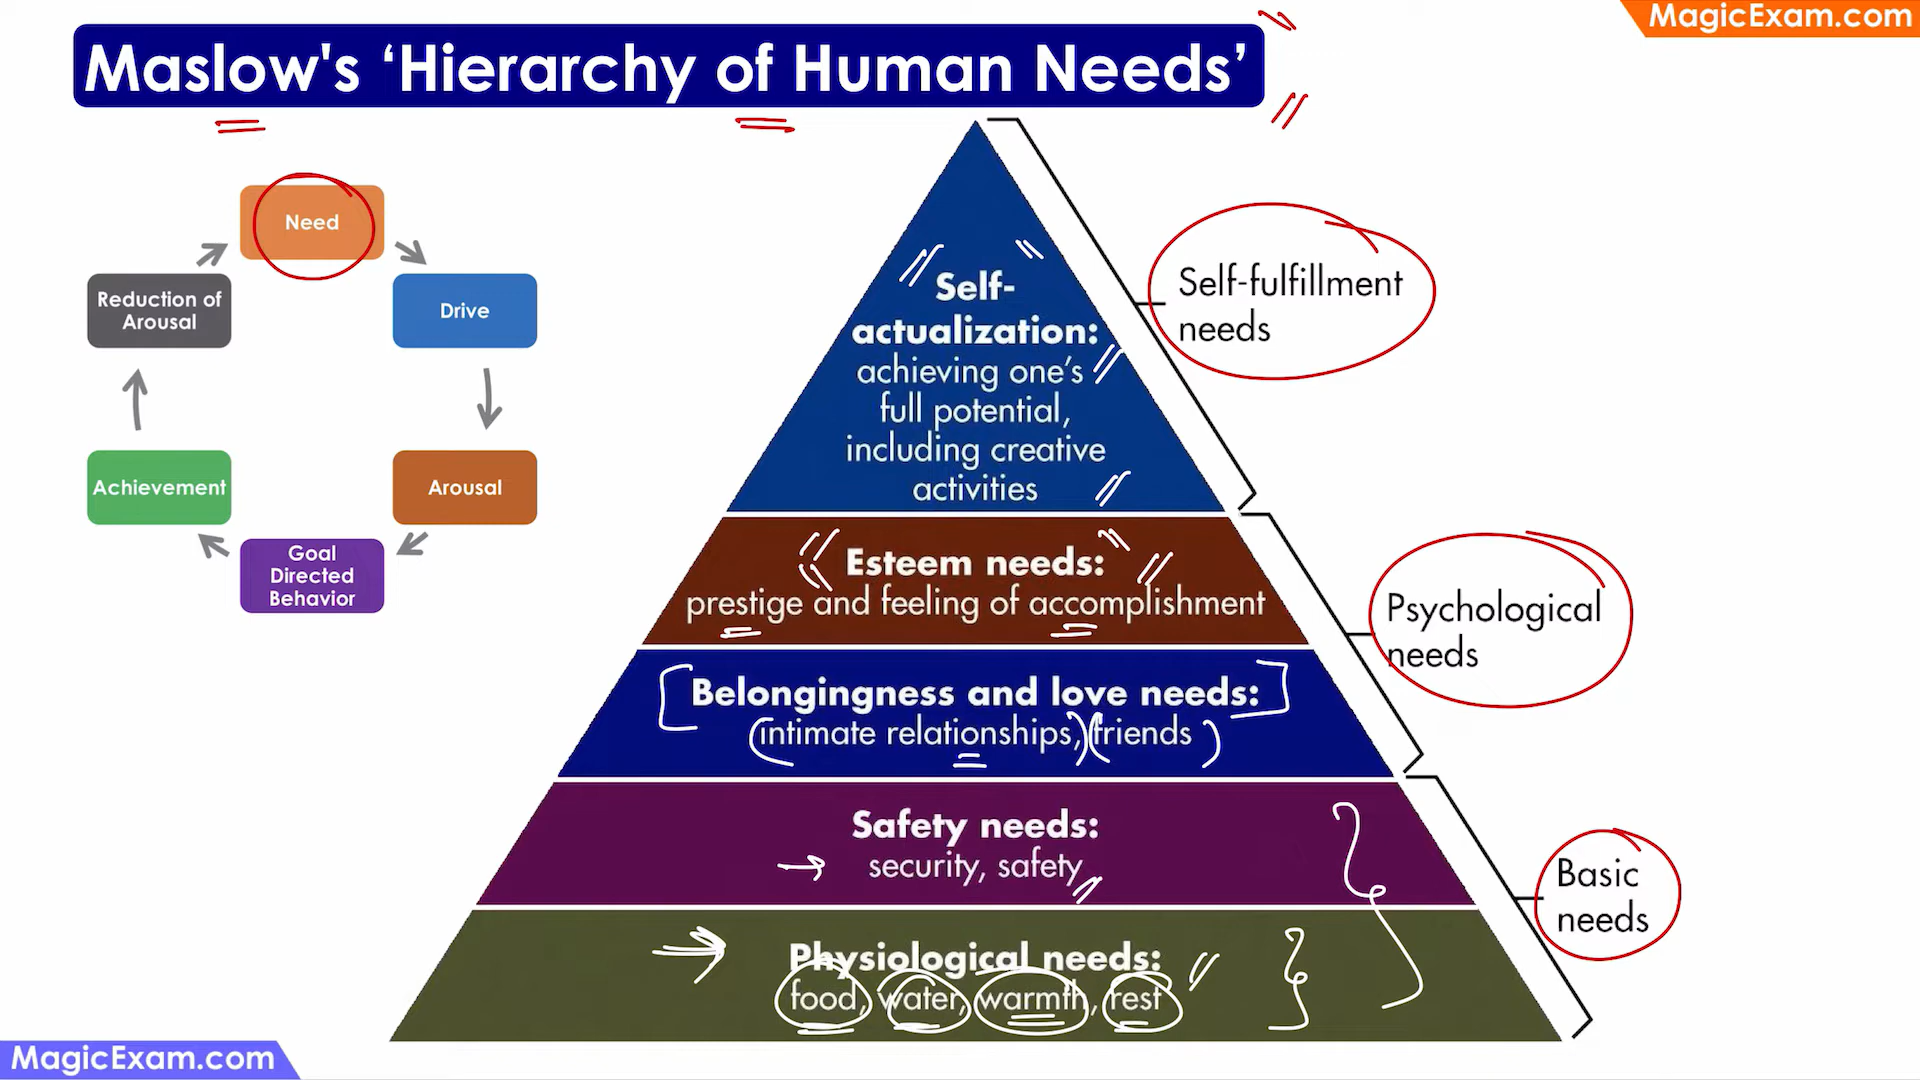 MagicExam.com
Maslow's ‘Hierarchy of Human Needs’
Need
Drive
Arousal
Goal
Directed
Behavior
Achievement
Reduction of
Arousal
Self-
actualization:
achieving one’s
full potential,
including creative
activities
Esteem needs:
prestige and feeling of accomplishment
Belongingness and love needs:
intimate relationships, friends
Safety needs:
security, safety
Physiological needs:
food, water, warmth, rest
Self-fulfillment
needs
Psychological
needs
Basic
needs
MagicExam.com